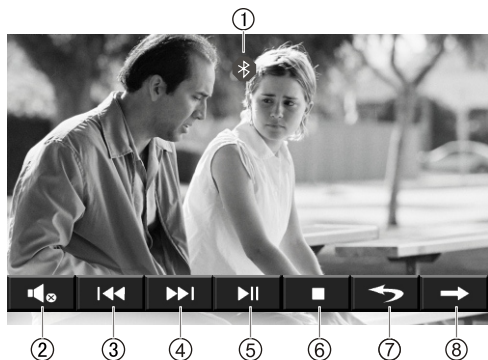 ①
② ③ ④ ⑤ ⑥ ⑦ ⑧